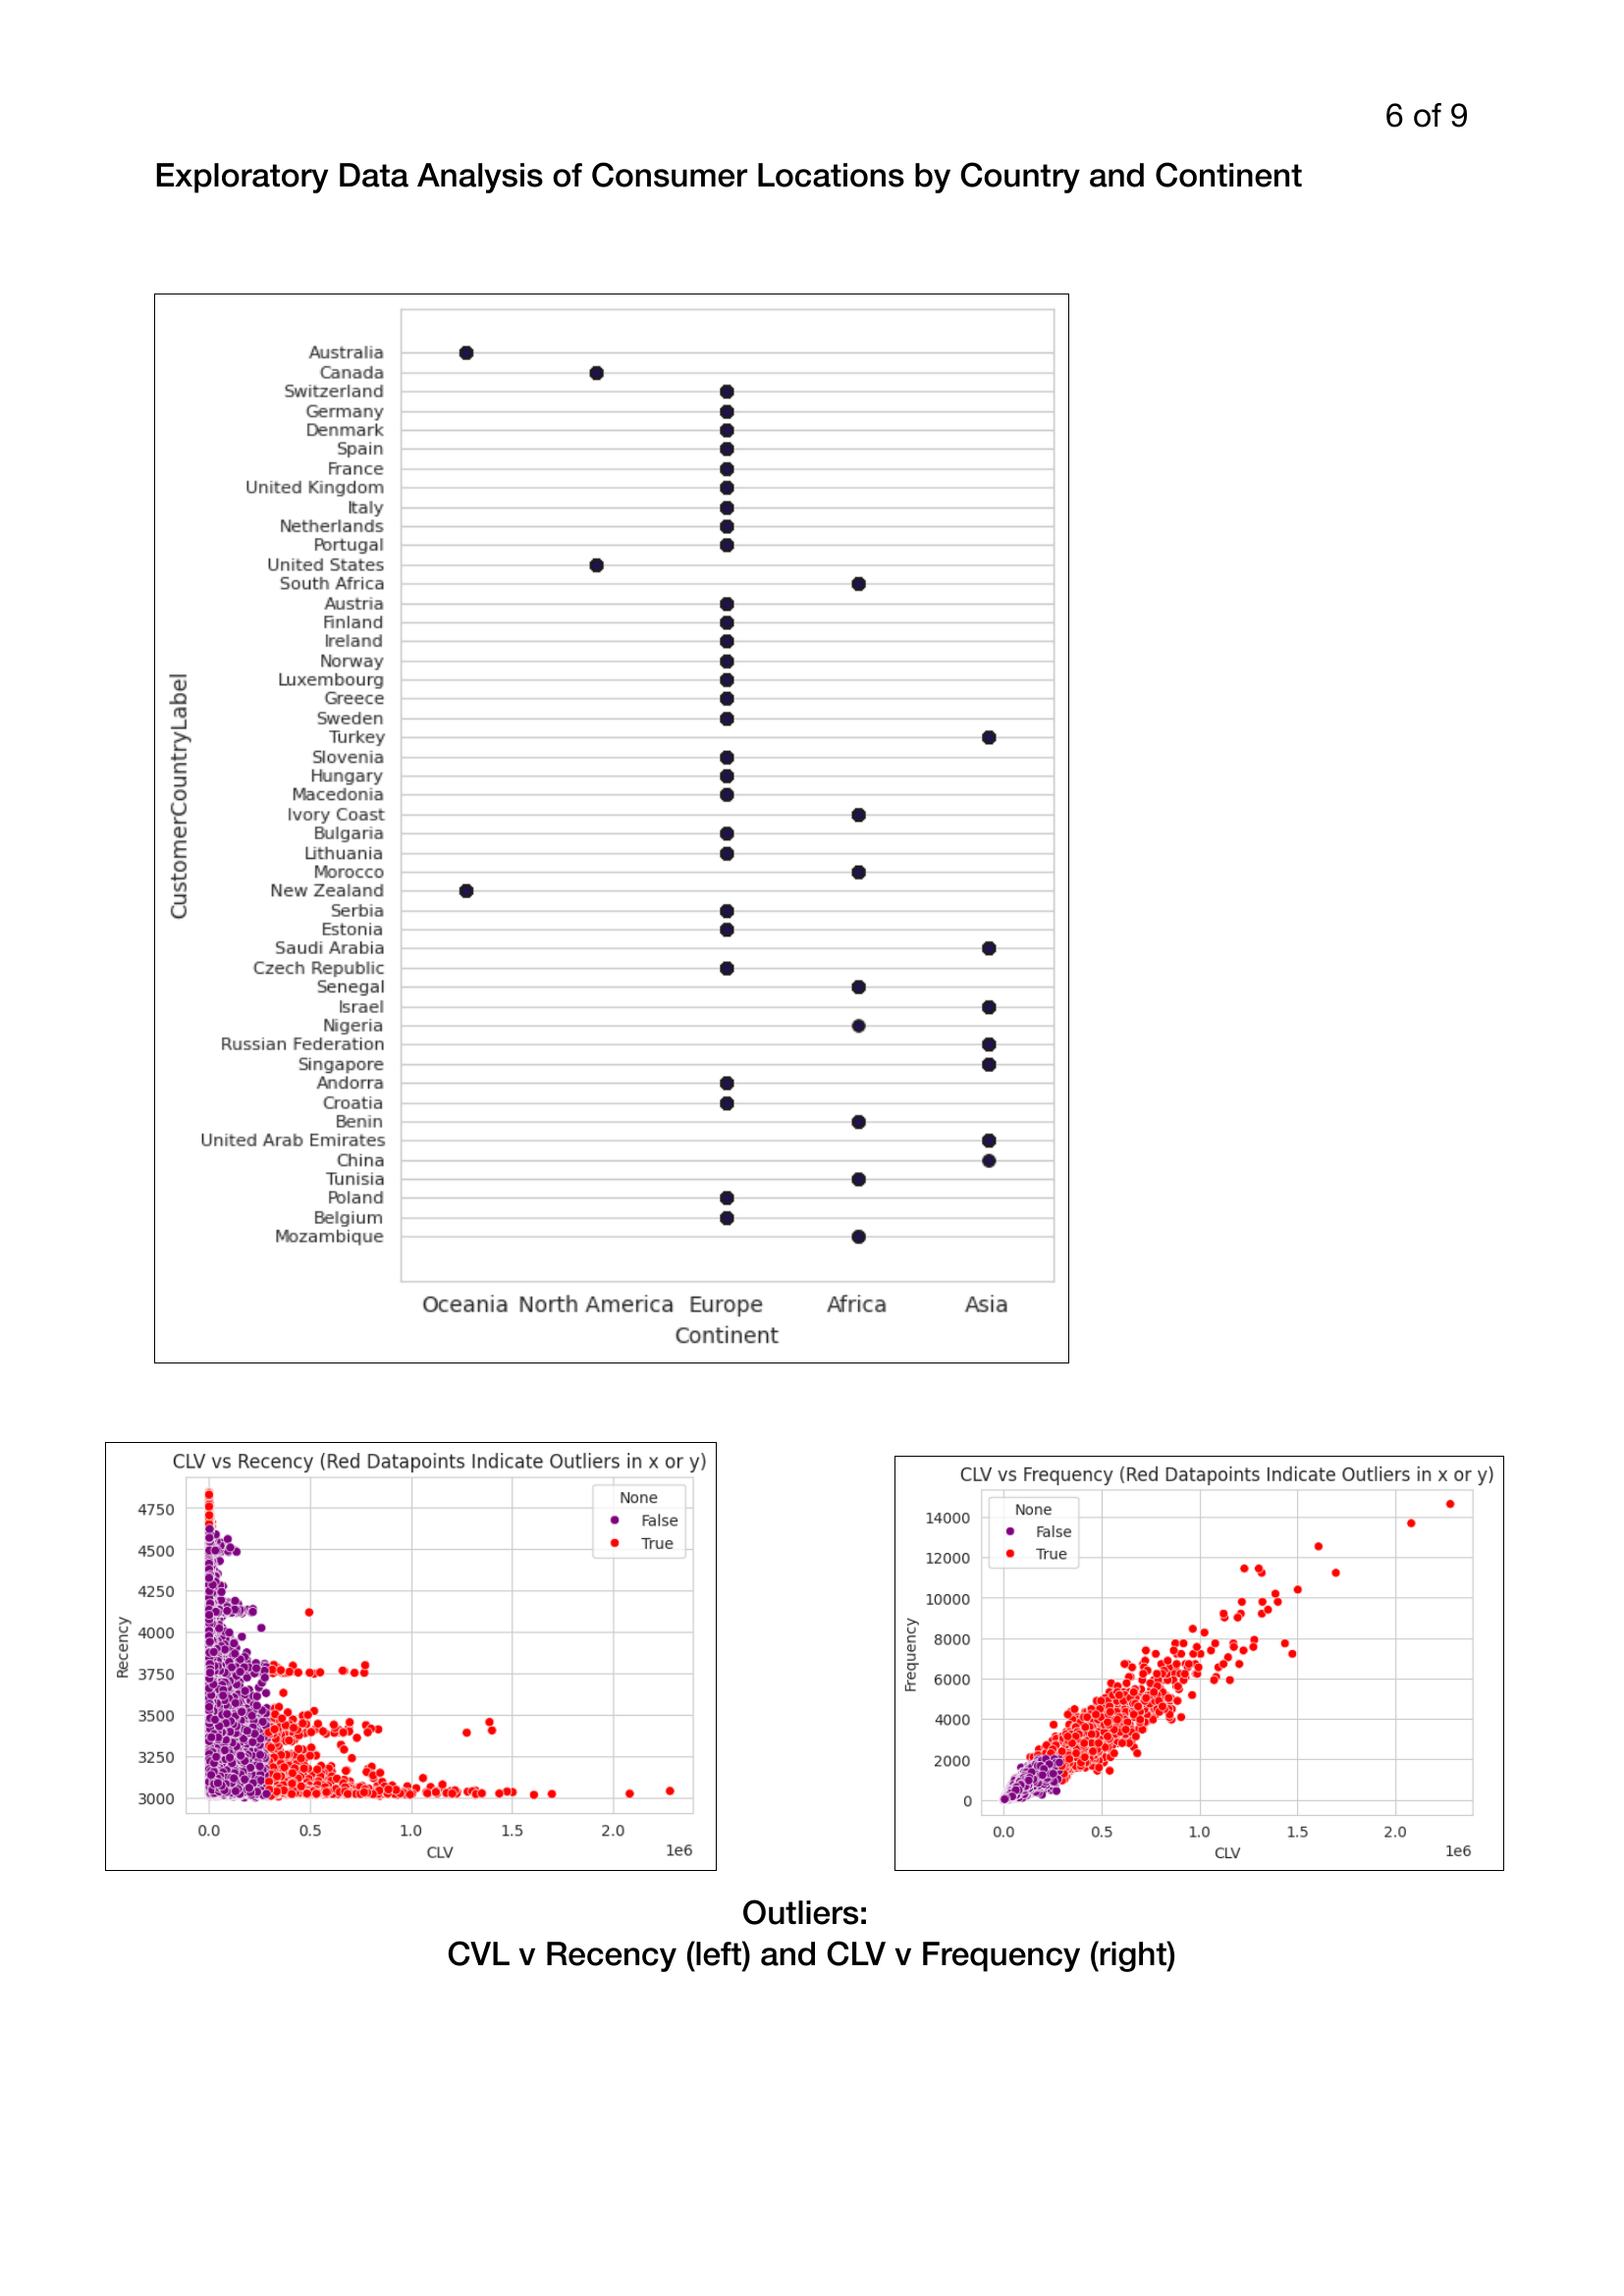 6 of 9
Exploratory Data Analysis of Consumer Locations by Country and Continent
CustomerCountryLabel
Australia
Canada
Switzerland
Germany
Denmark
Spain
France
United Kingdom
Italy
Netherlands
Portugal
United States
South Africa
Austria
Finland
Ireland
Norway
Luxembourg
Greece
Sweden
Turkey
Slovenia
Hungary
Macedonia
Ivory Coast
Bulgaria
Lithuania
Morocco
New Zealand
Serbia
Estonia
Saudi Arabia
Czech Republic
Senegal
Israel
Nigeria
Russian Federation
Singapore
Andorra
Croatia
Benin
United Arab Emirates
China
Tunisia
Poland
Belgium
Mozambique
Oceania North America Europe Africa Asia
Continent
CLV vs Recency (Red Datapoints Indicate Outliers in x or y)
None
False
True
Recency
4750
4500
4250
4000
3750
3500
3250
3000
0.0 0.5 1.0 1.5 2.0
CLV
1e6
CLV vs Frequency (Red Datapoints Indicate Outliers in x or y)
None
False
True
Frequency
14000
12000
10000
8000
6000
4000
2000
0
0.0 0.5 1.0 1.5 2.0
CLV
1e6
Outliers:
CVL v Recency (left) and CLV v Frequency (right)